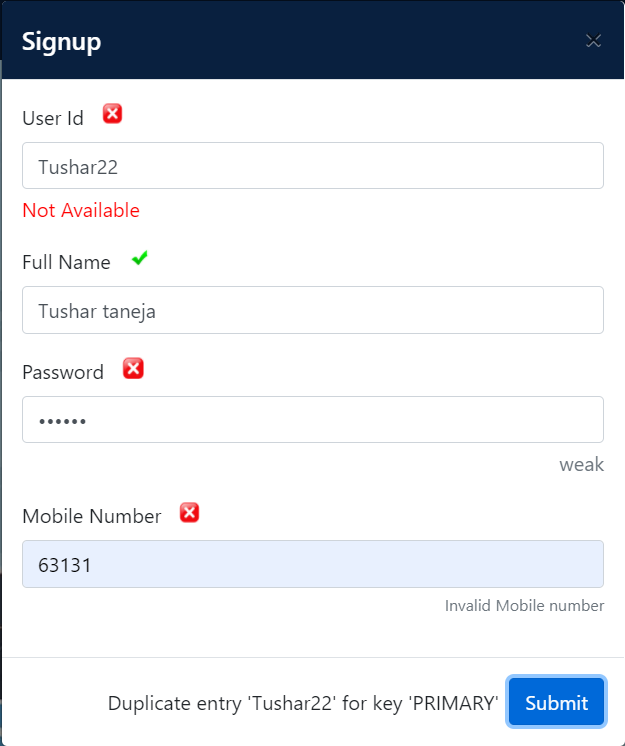 Signup
User Id
Tushar22
Not Available
Full Name
Tushar taneja
Password
••••••
weak
Mobile Number
63131
Invalid Mobile number
Duplicate entry 'Tushar22' for key 'PRIMARY' Submit